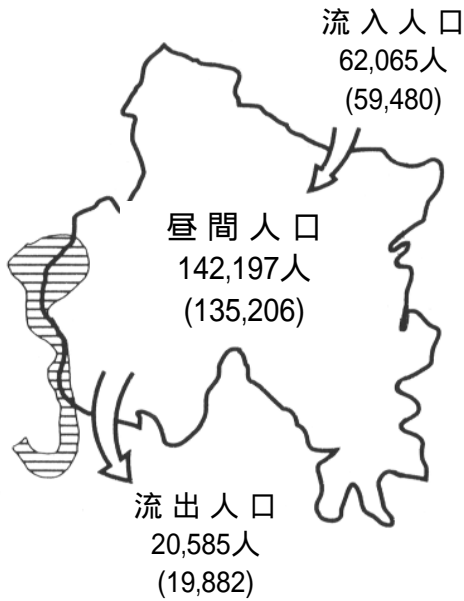 流入人口
62,065人
(59,480)
昼間人口
142,197人
(135,206)
流出人口
20,585人
(19,882)